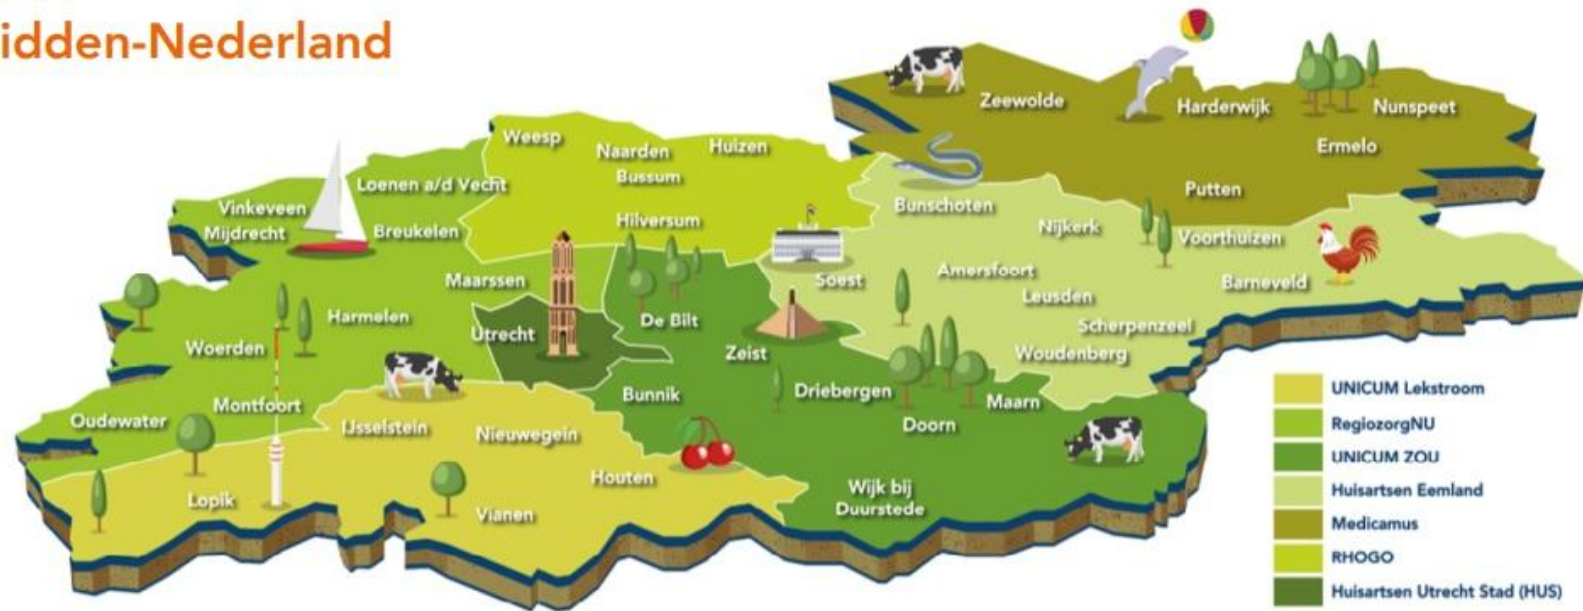 idden-Nederland
Zeewolde
Harderwijk
Nunspeet
Ermelo
Putten
Weesp
Naarden
Huizen
Bussum
Hilversum
Loenen a/d Vecht
Vinkeveen
Mijdrecht
Breukelen
Bunschoten
Nijkerk
Voorthuizen
Amersfoort
Soest
Leusden
Barneveld
Scherpenzeel
Woudenberg
Maarssen
Harmelen
Utrecht
Woerden
De Bilt
Zeist
Bunnik
Driebergen
Maarn
Doorn
Wijk bij
Duurstede
Oudewater
Montfoort
IJsselstein
Nieuwegein
Houten
Lopik
Vianen
UNICUM Lekstroom
RegiozorgNU
UNICUM ZOU
Huisartsen Eemland
Medicamus
RHOGO
Huisartsen Utrecht Stad (HUS)